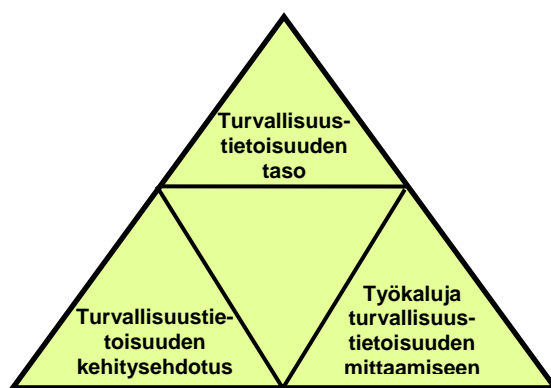 Turvallisuus-
tietoisuuden
taso
Turvallisuustie-
toisuuden
kehitysehdotus
Työkaluja
turvallisuus-
tietoisuuden
mittaamiseen